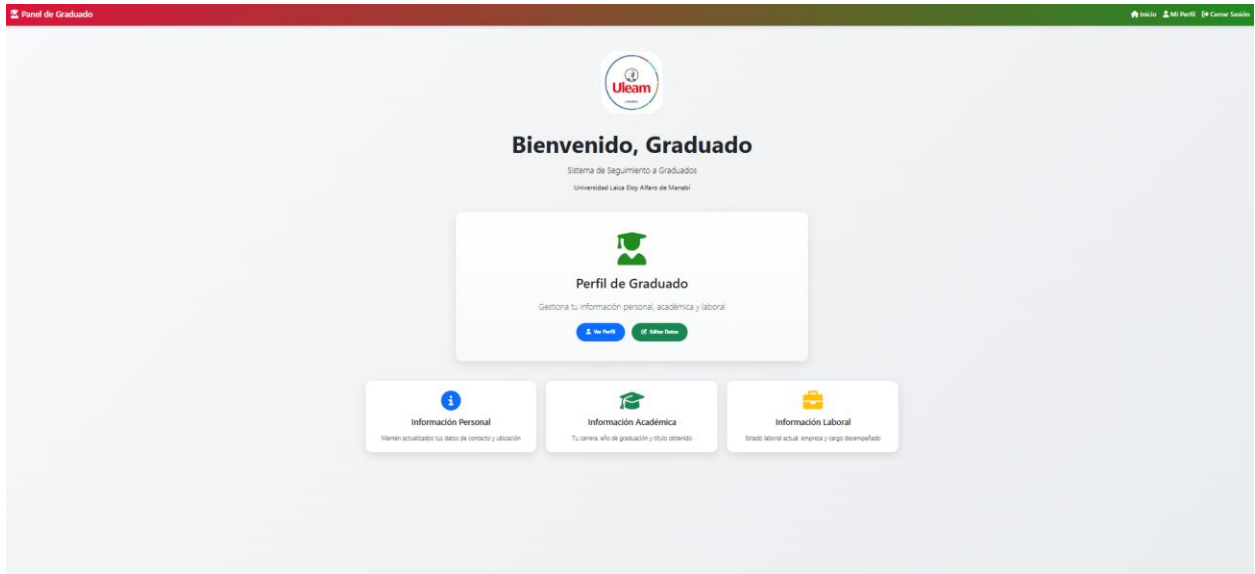 Panel de Graduado
Inicio Mi Perfil Cerrar Sesión
Uleam
Bienvenido, Graduado
Sistema de Seguimiento a Graduados
Universidad Laica Eloy Alfaro de Manabí
Perfil de Graduado
Gestiona tu información personal, académica y laboral
Ver Perfil Editar Datos
Información Personal
Mantén actualizados tus datos de contacto y ubicación
Información Académica
Tu carrera, año de graduación y título obtenido
Información Laboral
Estado laboral actual, empresa y cargo desempeñado